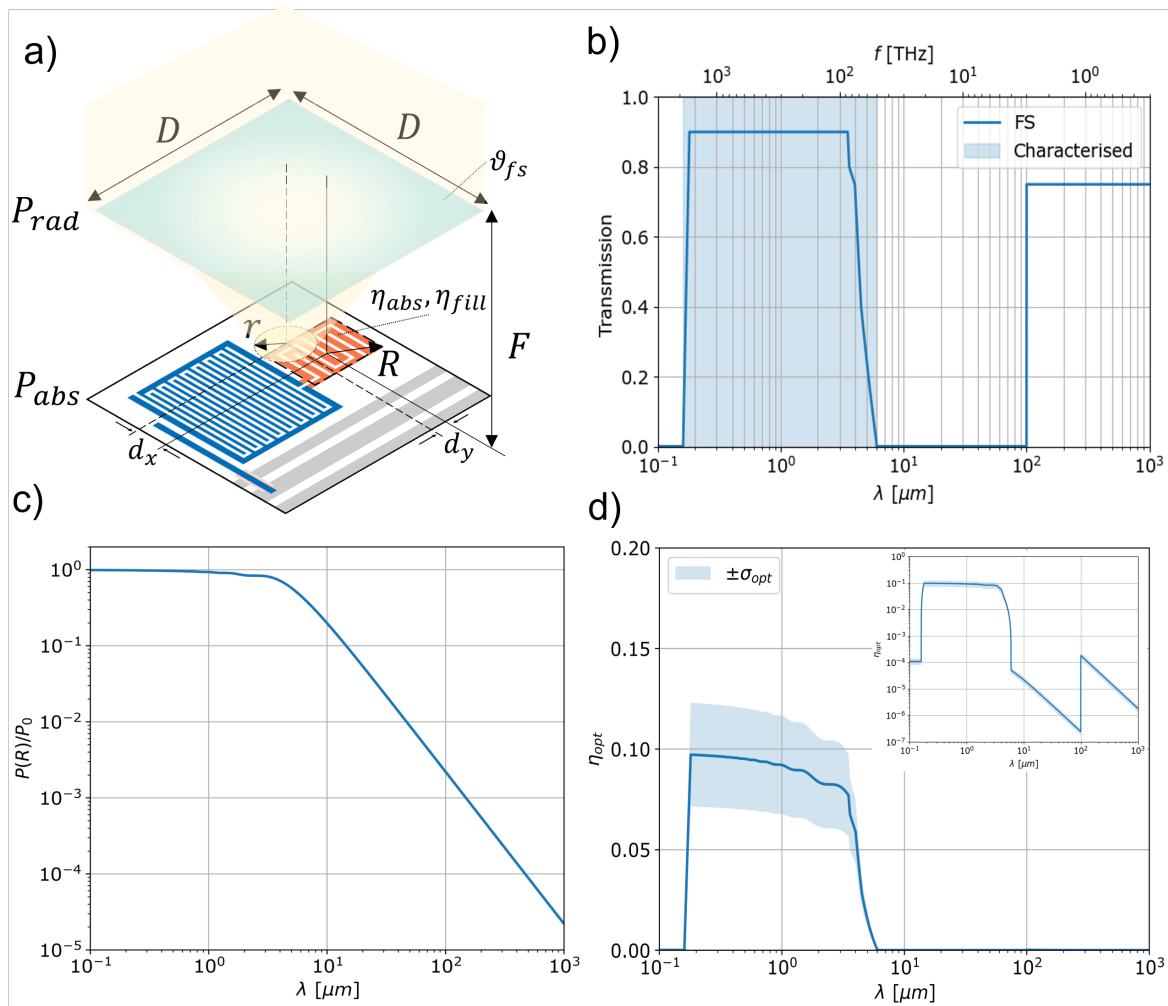 a)
D
D
ϑ_fs
P_rad
η_abs, η_fill
r
R
F
P_abs
d_x
d_y
b)
f [THz]
10^3 10^2 10^1 10^0
1.0
0.8
0.6
0.4
0.2
0.0
Transmission
FS
Characterised
10^-1 10^0 10^1 10^2 10^3
λ [μm]
c)
10^0
10^-1
10^-2
10^-3
10^-4
10^-5
P(R)/P_0
10^-1 10^0 10^1 10^2 10^3
λ [μm]
d)
0.20
0.15
0.10
0.05
0.00
η_opt
±σ_opt
10^0
10^-1
10^-2
10^-3
10^-4
10^-5
10^-6
10^-7
η_opt
10^-1 10^0 10^1 10^2 10^3
λ [μm]
10^-1 10^0 10^1 10^2 10^3
λ [μm]